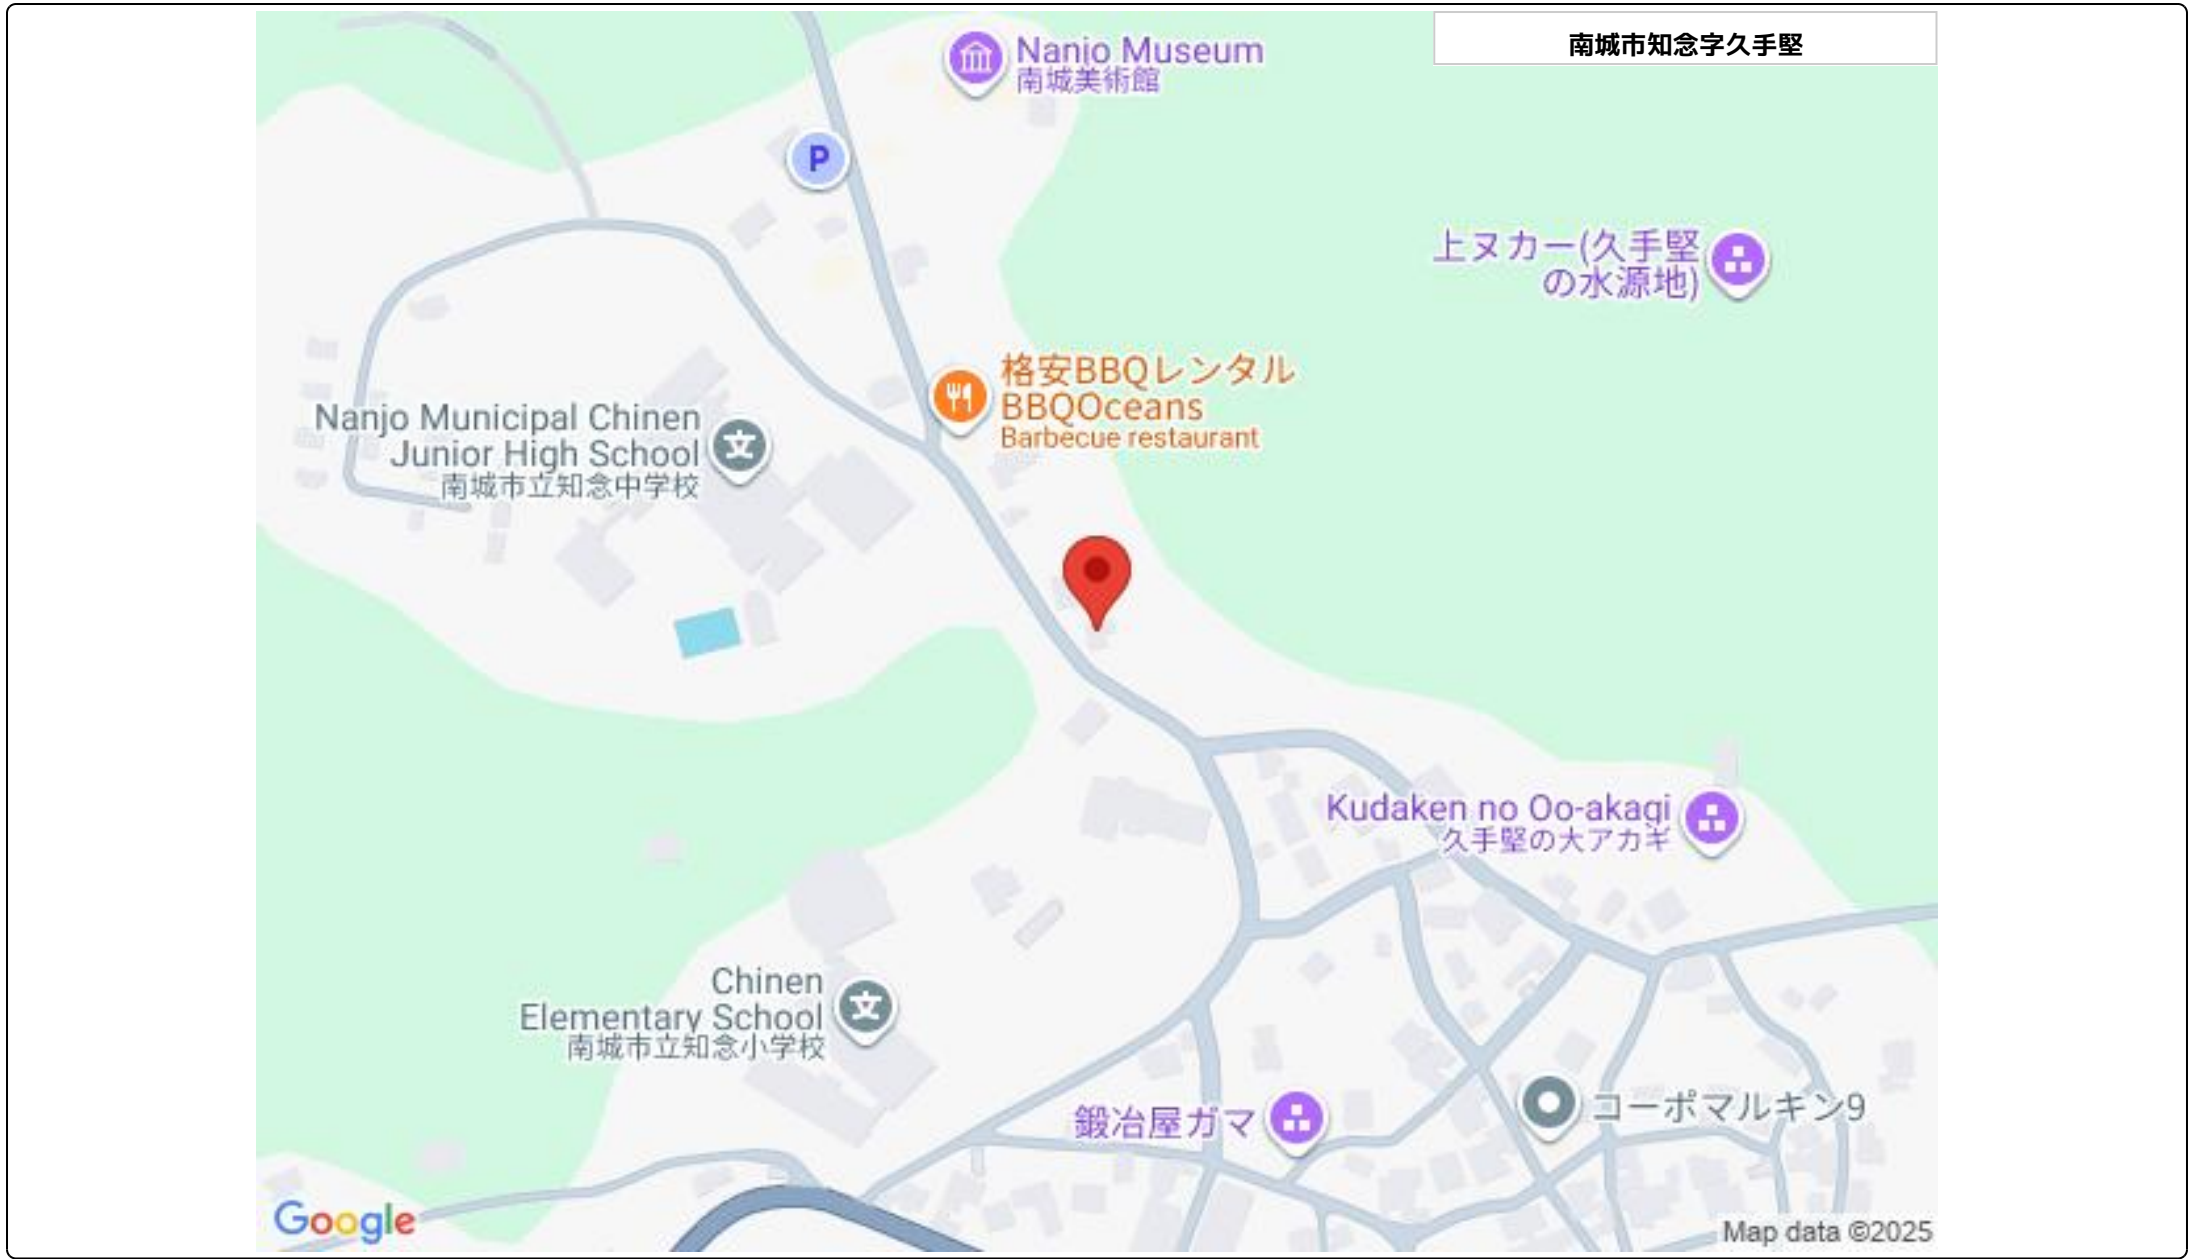 南城市知念字久手堅
Nanjo Museum
南城美術館
P
上ヌカー(久手堅
の水源地)
格安BBQレンタル
BBQOceans
Barbecue restaurant
Nanjo Municipal Chinen
Junior High School
南城市立知念中学校
文
Kudaken no Oo-akagi
久手堅の大アカギ
Chinen
Elementary School
南城市立知念小学校
文
鍛冶屋ガマ
コーポマルキン9
Google
Map data ©2025